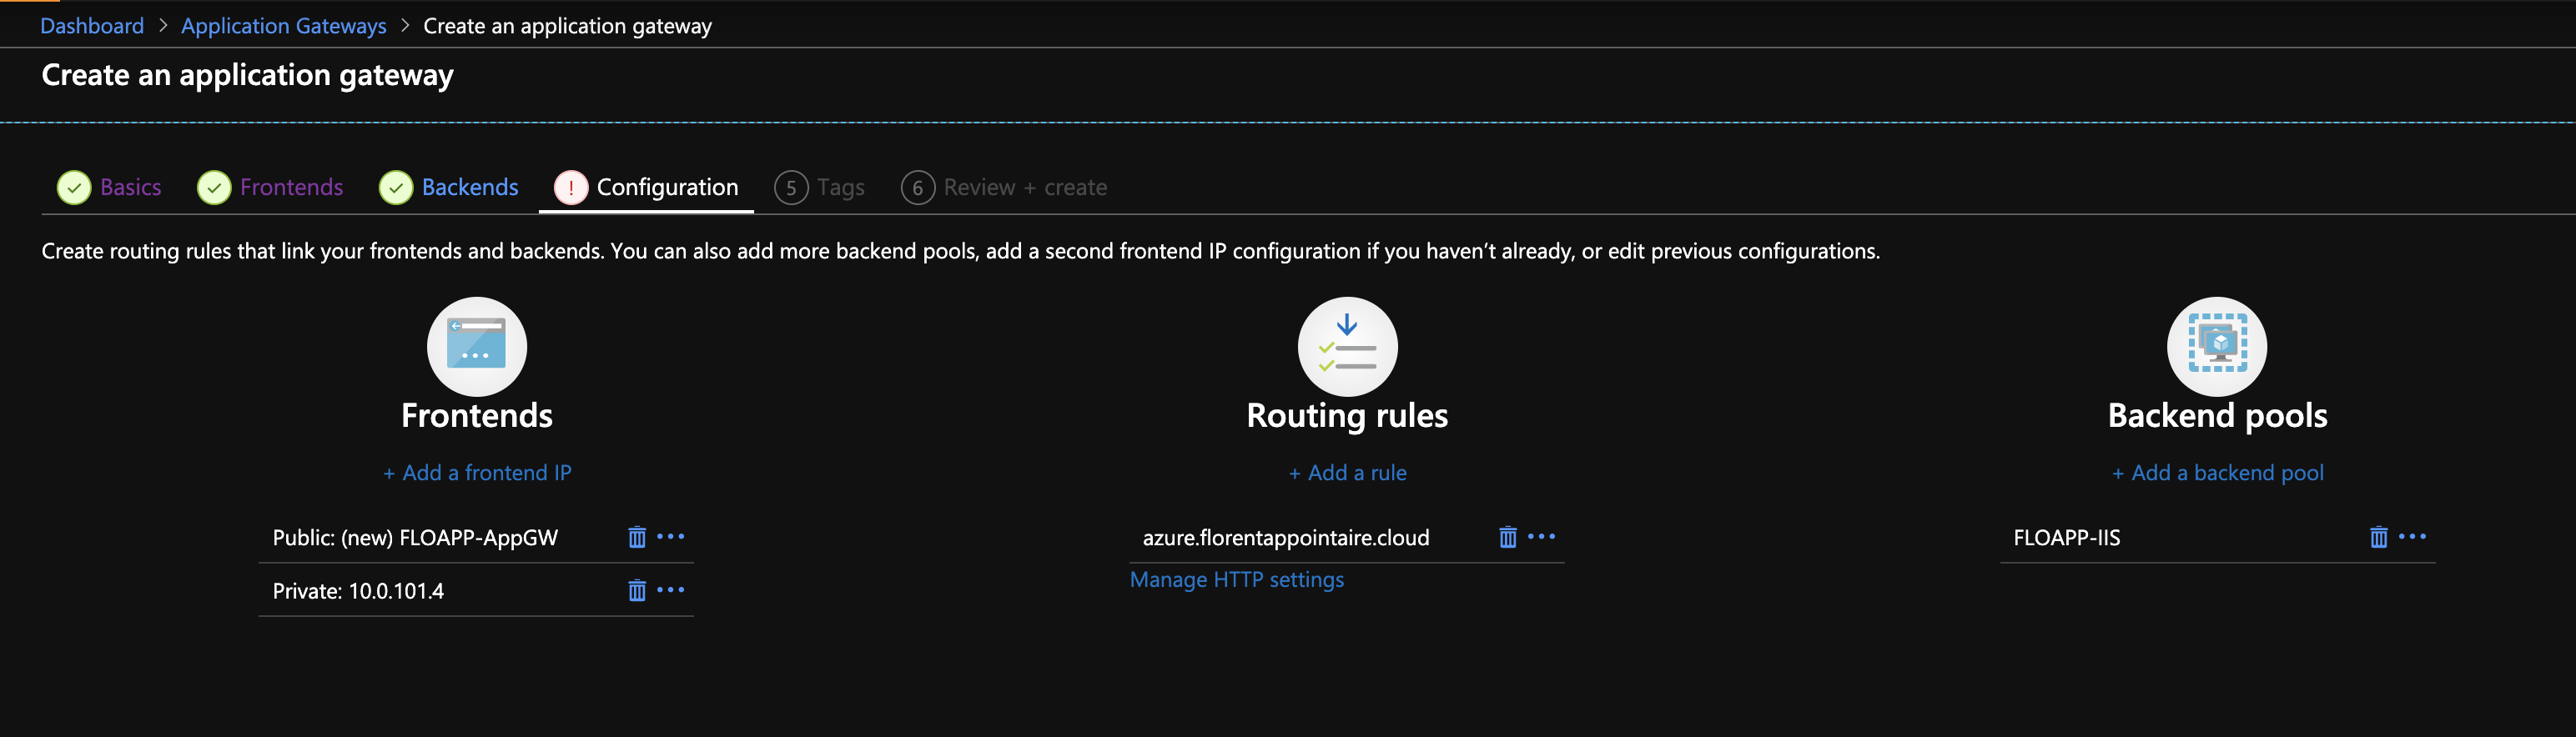 Dashboard > Application Gateways > Create an application gateway
Create an application gateway
Basics Frontends Backends ! Configuration 5 Tags 6 Review + create
Create routing rules that link your frontends and backends. You can also add more backend pools, add a second frontend IP configuration if you haven’t already, or edit previous configurations.
Frontends
+ Add a frontend IP
Public: (new) FLOAPP-AppGW
Private: 10.0.101.4
Routing rules
+ Add a rule
azure.florentappointaire.cloud
Manage HTTP settings
Backend pools
+ Add a backend pool
FLOAPP-IIS